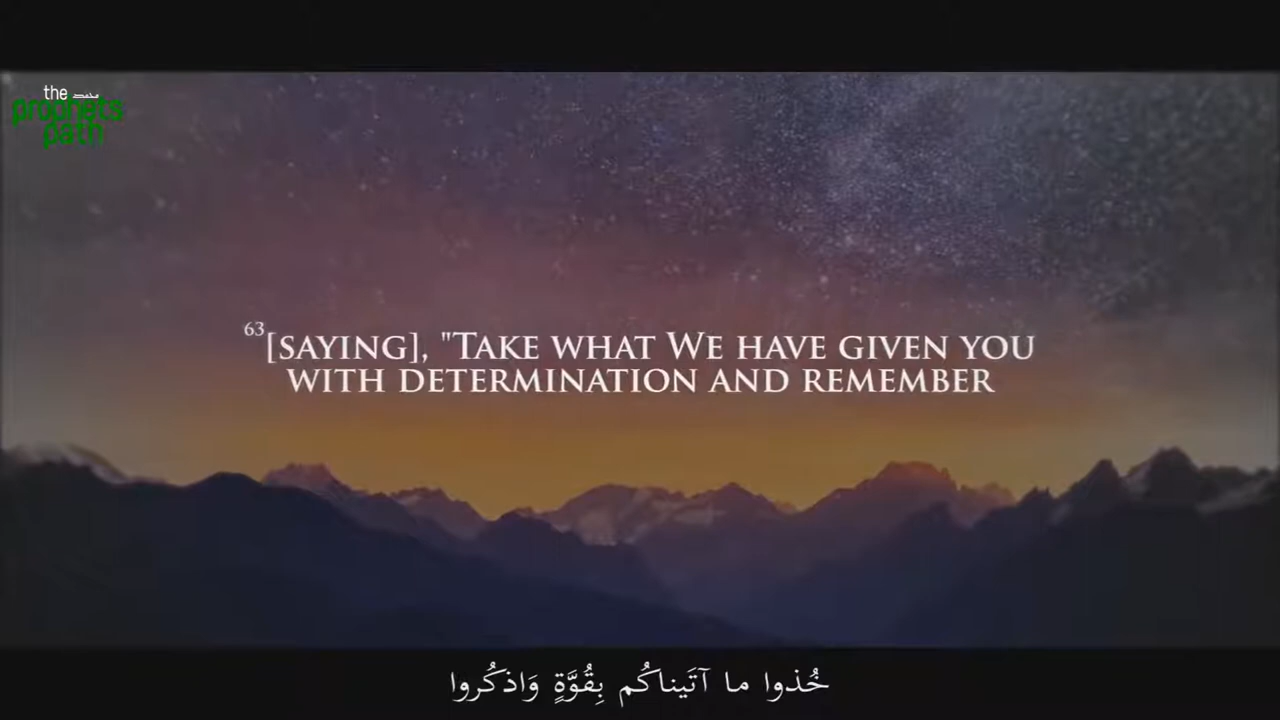 the
prophets
path
63[SAYING], "TAKE WHAT WE HAVE GIVEN YOU
WITH DETERMINATION AND REMEMBER
خُذوا ما آتَيناكُم بِقُوَّةٍ وَاذكُروا